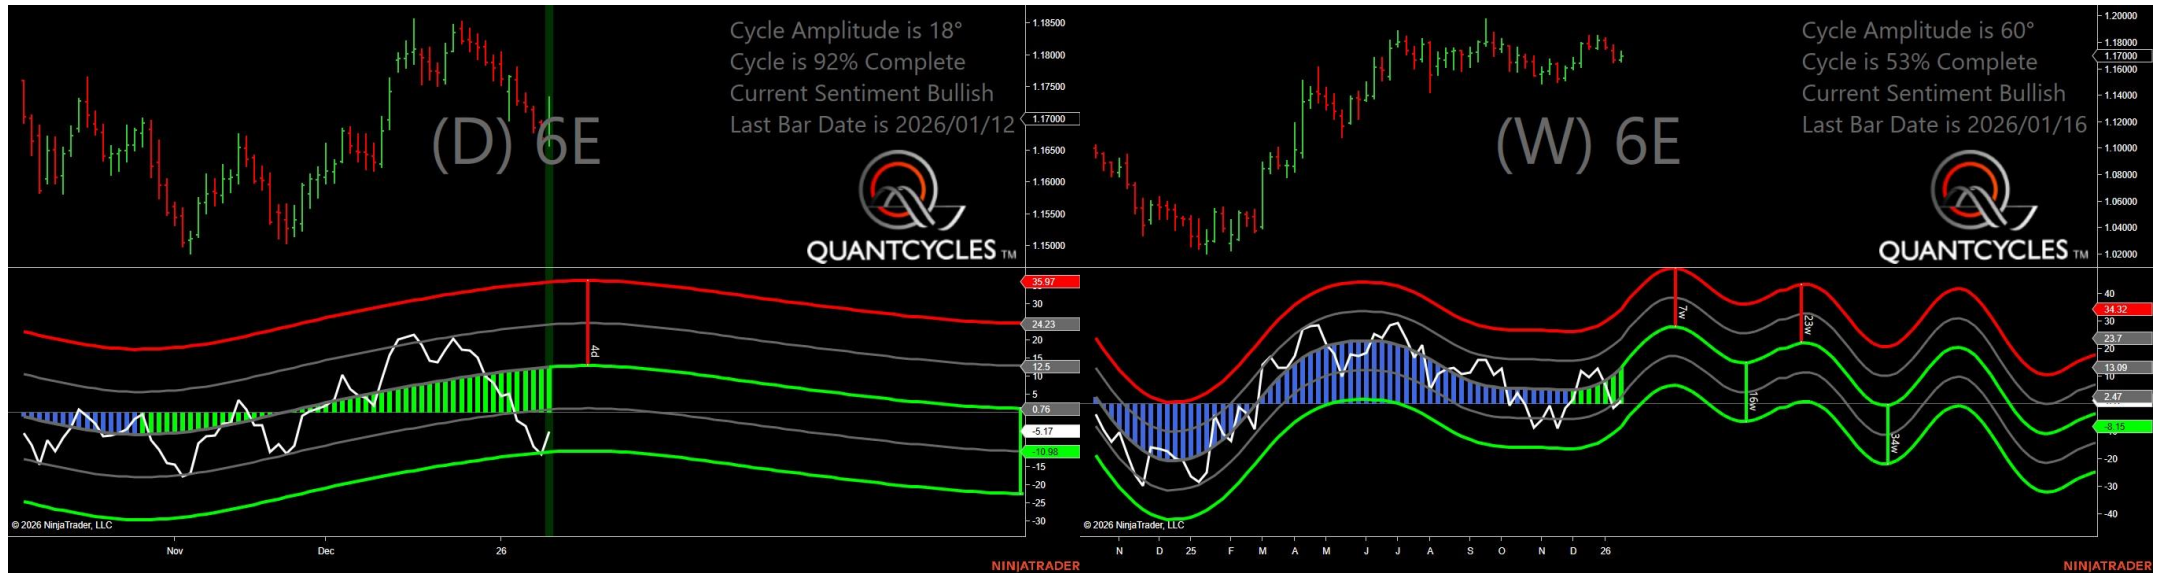 Cycle Amplitude is 18°
Cycle is 92% Complete
Current Sentiment Bullish
Last Bar Date is 2026/01/12
(D) 6E
QUANTCYCLES TM
1.18500
1.18000
1.17500
1.17000
1.16500
1.16000
1.15500
1.15000
35.97
30
24.23
20
15
12.5
10
5
0.76
-5.17
-10.98
-15
-20
-25
-30
4d
© 2026 NinjaTrader, LLC
Nov
Dec
26
NINJATRADER
Cycle Amplitude is 60°
Cycle is 53% Complete
Current Sentiment Bullish
Last Bar Date is 2026/01/16
(W) 6E
QUANTCYCLES TM
1.20000
1.18000
1.17000
1.16000
1.14000
1.12000
1.10000
1.08000
1.06000
1.04000
1.02000
40
34.32
30
23.7
20
13.09
10
2.47
-8.15
-20
-30
-40
7w
23w
16w
34w
© 2026 NinjaTrader, LLC
N
D
25
F
M
A
M
J
J
A
S
O
N
D
26
NINJATRADER